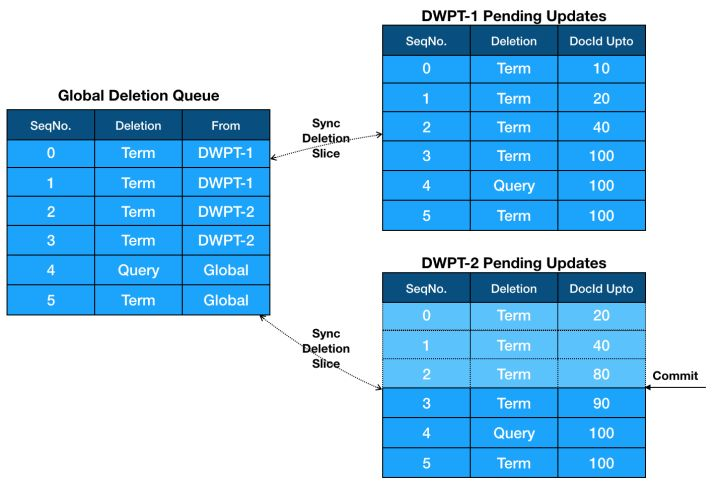 DWPT-1 Pending Updates
SeqNo. Deletion DocId Upto
0 Term 10
1 Term 20
2 Term 40
3 Term 100
4 Query 100
5 Term 100
Global Deletion Queue
SeqNo. Deletion From
0 Term DWPT-1
1 Term DWPT-1
2 Term DWPT-2
3 Term DWPT-2
4 Query Global
5 Term Global
Sync
Deletion
Slice
Sync
Deletion
Slice
DWPT-2 Pending Updates
SeqNo. Deletion DocId Upto
0 Term 20
1 Term 40
2 Term 80
3 Term 90
4 Query 100
5 Term 100
Commit